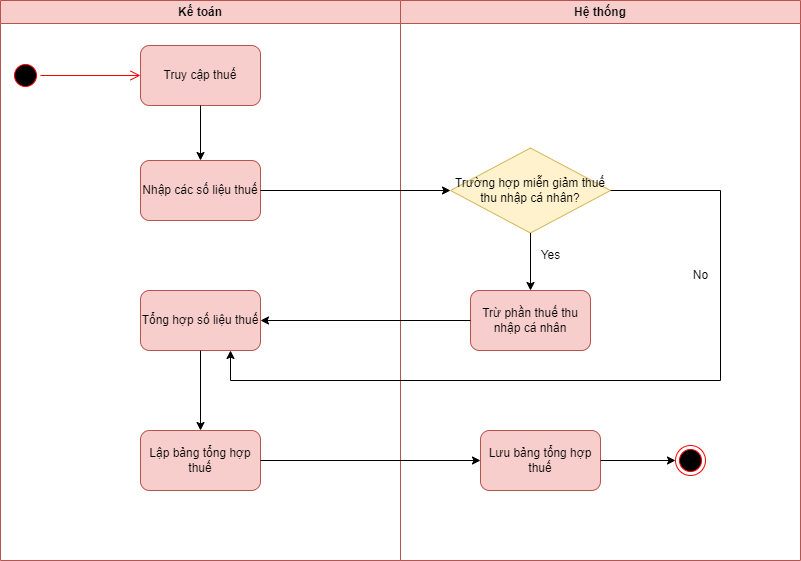 Kế toán
Hệ thống
Truy cập thuế
Nhập các số liệu thuế
Trường hợp miễn giảm thuế
thu nhập cá nhân?
Yes
No
Tổng hợp số liệu thuế
Trừ phần thuế thu
nhập cá nhân
Lập bảng tổng hợp
thuế
Lưu bảng tổng hợp
thuế